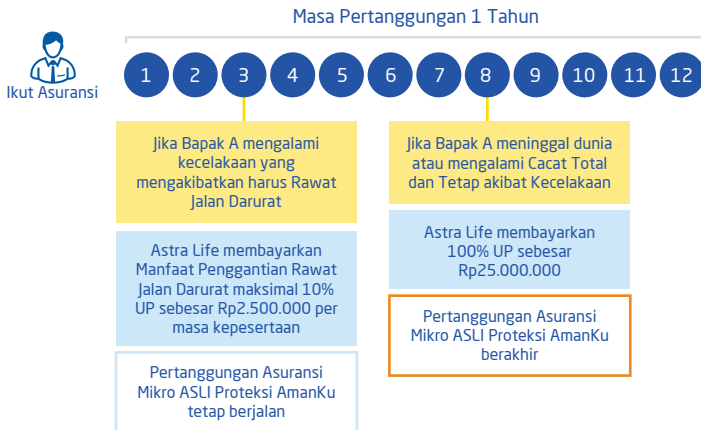 Masa Pertanggungan 1 Tahun
Ikut Asuransi
1 2 3 4 5 6 7 8 9 10 11 12
Jika Bapak A mengalami
kecelakaan yang
mengakibatkan harus Rawat
Jalan Darurat
Astra Life membayarkan
Manfaat Penggantian Rawat
Jalan Darurat maksimal 10%
UP sebesar Rp2.500.000 per
masa kepesertaan
Pertanggungan Asuransi
Mikro ASLI Proteksi AmanKu
tetap berjalan
Jika Bapak A meninggal dunia
atau mengalami Cacat Total
dan Tetap akibat Kecelakaan
Astra Life membayarkan
100% UP sebesar
Rp25.000.000
Pertanggungan Asuransi
Mikro ASLI Proteksi AmanKu
berakhir